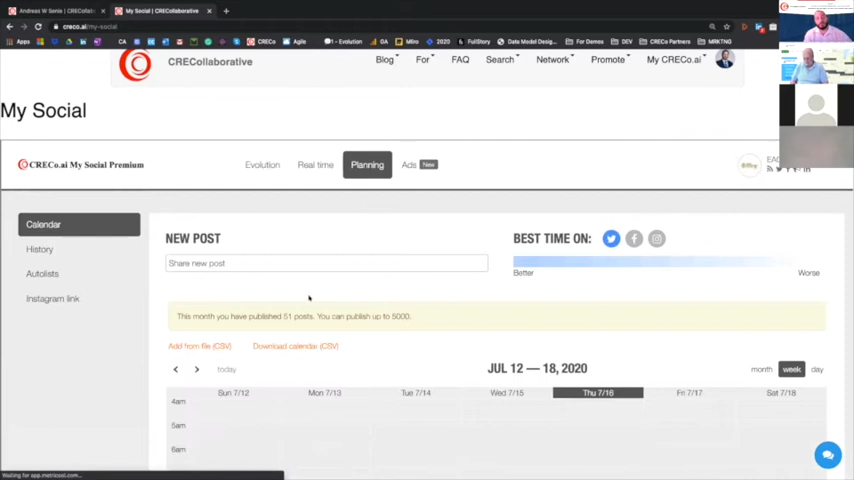 Andreas W Senie | CRECollab
My Social | CRECollaborative
creco.ai/my-social
Apps
CA
CRECo
Agile
1 - Evolution
GA
Miro
2020
FullStory
Data Model Desig...
For Demos
DEV
CRECo Partners
MRKTNG
CRECollaborative
Blog
For
FAQ
Search
Network
Promote
My CRECo.ai
My Social
CRECo.ai My Social Premium
Evolution
Real time
Planning
Ads New
EAC
Calendar
History
Autolists
Instagram link
NEW POST
Share new post
BEST TIME ON:
Better
Worse
This month you have published 51 posts. You can publish up to 5000.
Add from file (CSV)
Download calendar (CSV)
today
JUL 12 — 18, 2020
month
week
day
Sun 7/12
Mon 7/13
Tue 7/14
Wed 7/15
Thu 7/16
Fri 7/17
Sat 7/18
4am
5am
6am
Waiting for app.metricool.com...